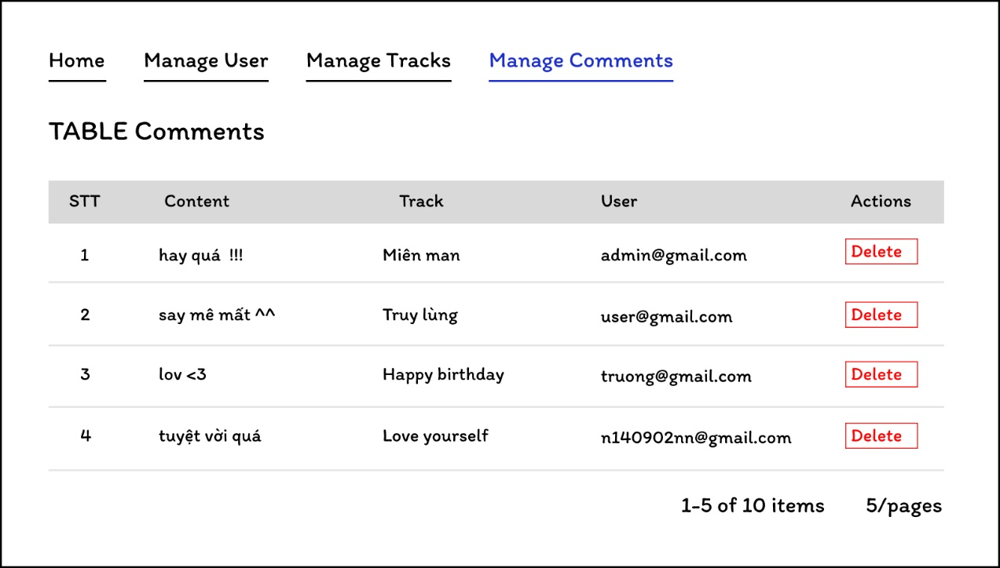 Home Manage User Manage Tracks Manage Comments
TABLE Comments
STT Content Track User Actions
1 hay quá !!! Miên man admin@gmail.com Delete
2 say mê mất ^^ Truy lùng user@gmail.com Delete
3 lov <3 Happy birthday truong@gmail.com Delete
4 tuyệt vời quá Love yourself n140902nn@gmail.com Delete
1-5 of 10 items 5/pages